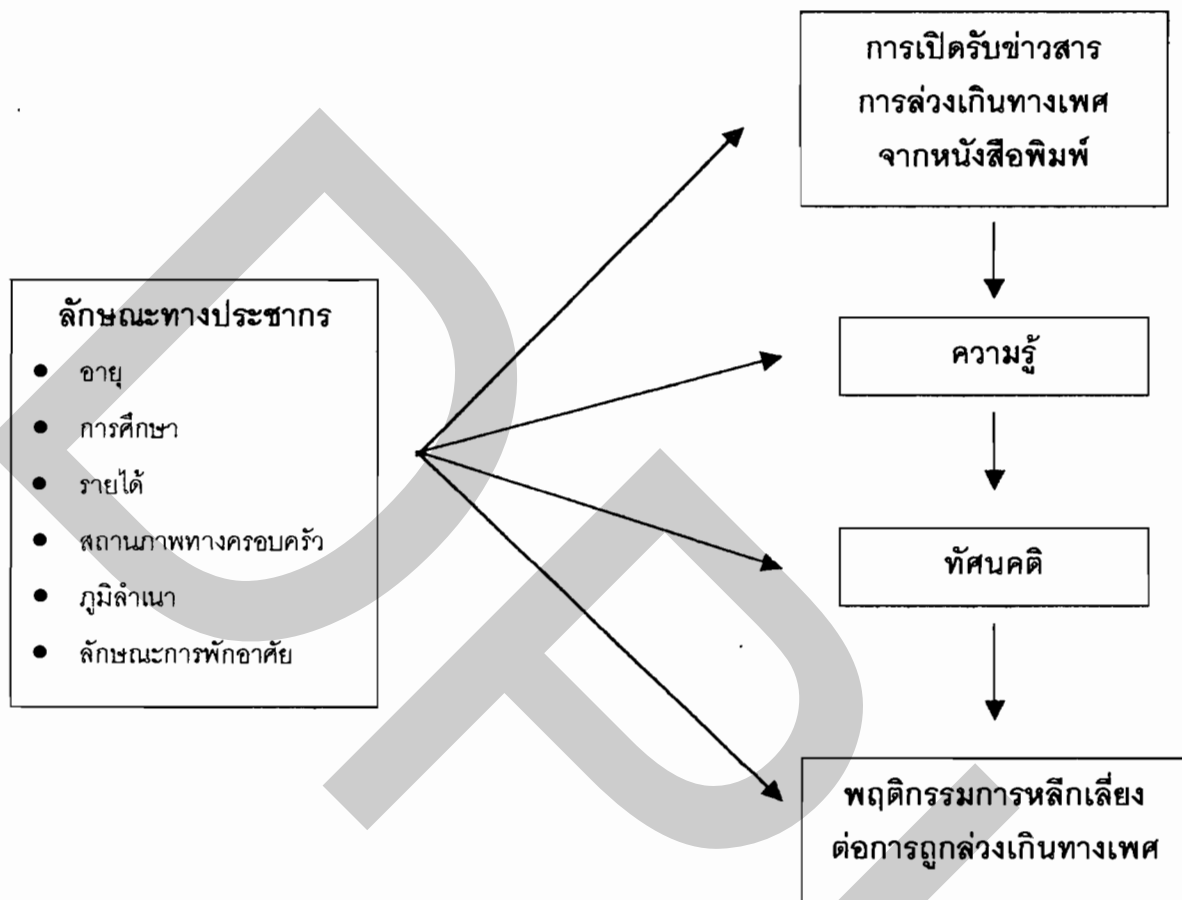 การเปิดรับข่าวสาร
การล่วงเกินทางเพศ
จากหนังสือพิมพ์
ลักษณะทางประชากร
● อายุ
● การศึกษา
● รายได้
● สถานภาพทางครอบครัว
● ภูมิลำเนา
● ลักษณะการพักอาศัย
ความรู้
ทัศนคติ
พฤติกรรมการหลีกเลี่ยง
ต่อการถูกล่วงเกินทางเพศ